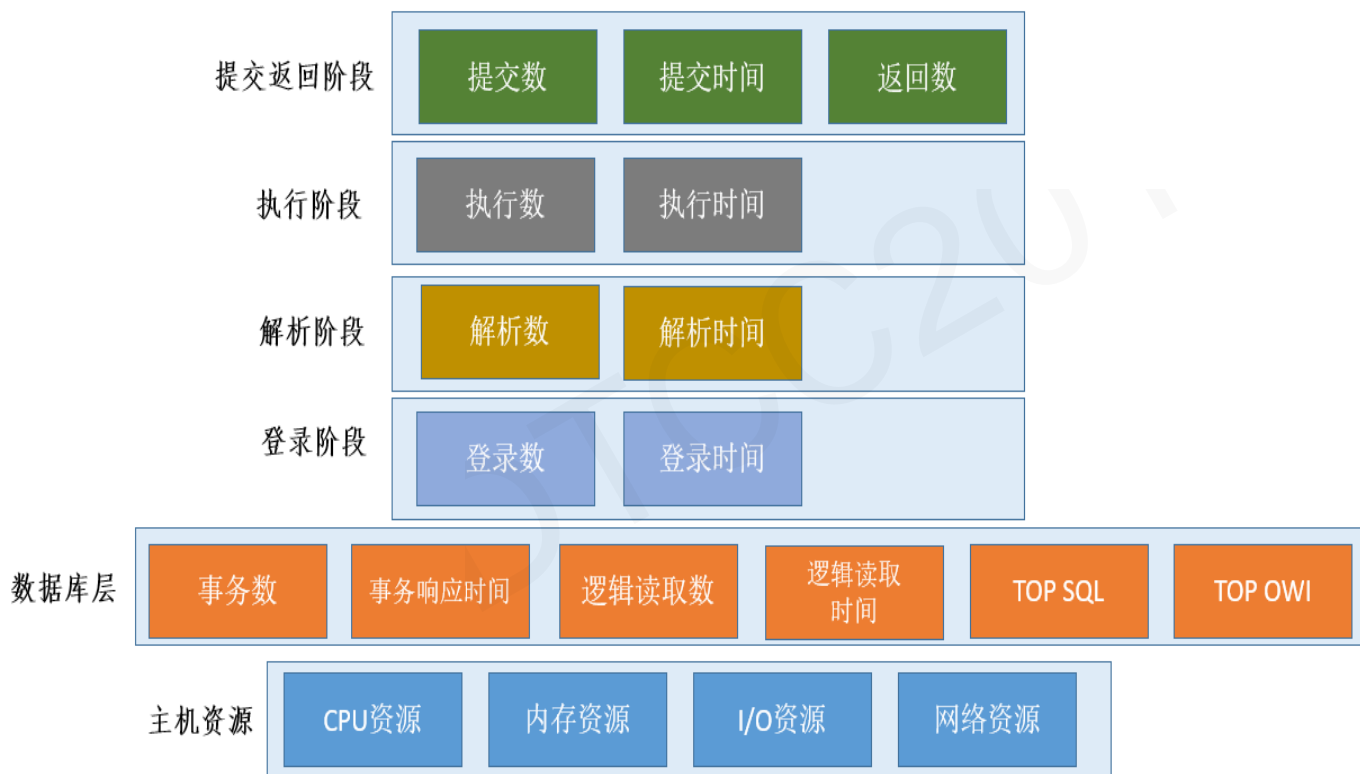 提交返回阶段
提交数
提交时间
返回数
执行阶段
执行数
执行时间
解析阶段
解析数
解析时间
登录阶段
登录数
登录时间
数据库层
事务数
事务响应时间
逻辑读取数
逻辑读取
时间
TOP SQL
TOP OWI
主机资源
CPU资源
内存资源
I/O资源
网络资源